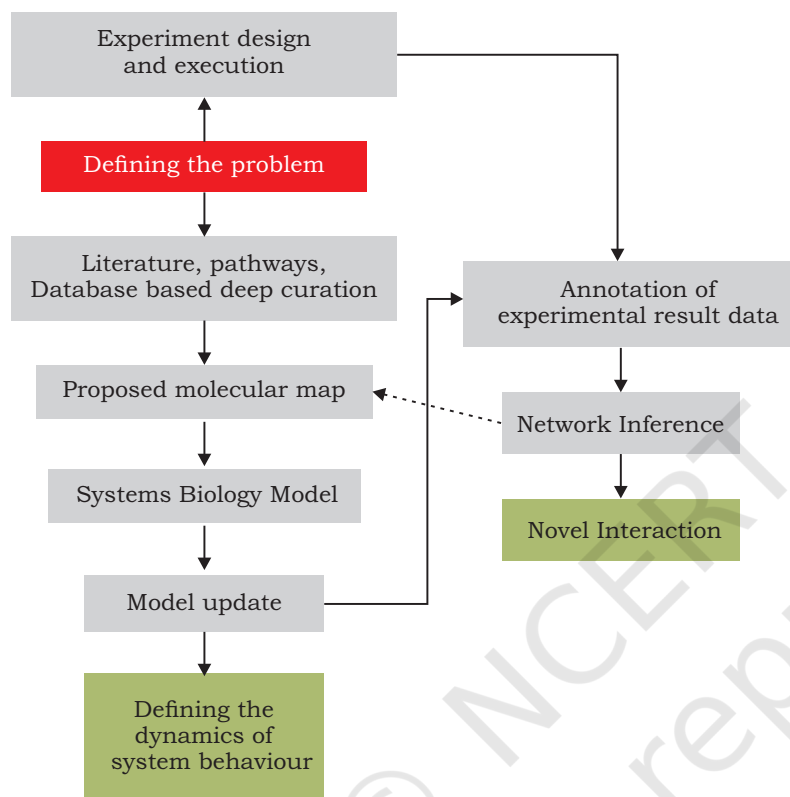 Experiment design
and execution
Defining the problem
Literature, pathways,
Database based deep curation
Proposed molecular map
Systems Biology Model
Model update
Defining the
dynamics of
system behaviour
Annotation of
experimental result data
Network Inference
Novel Interaction
© NCERT
repu